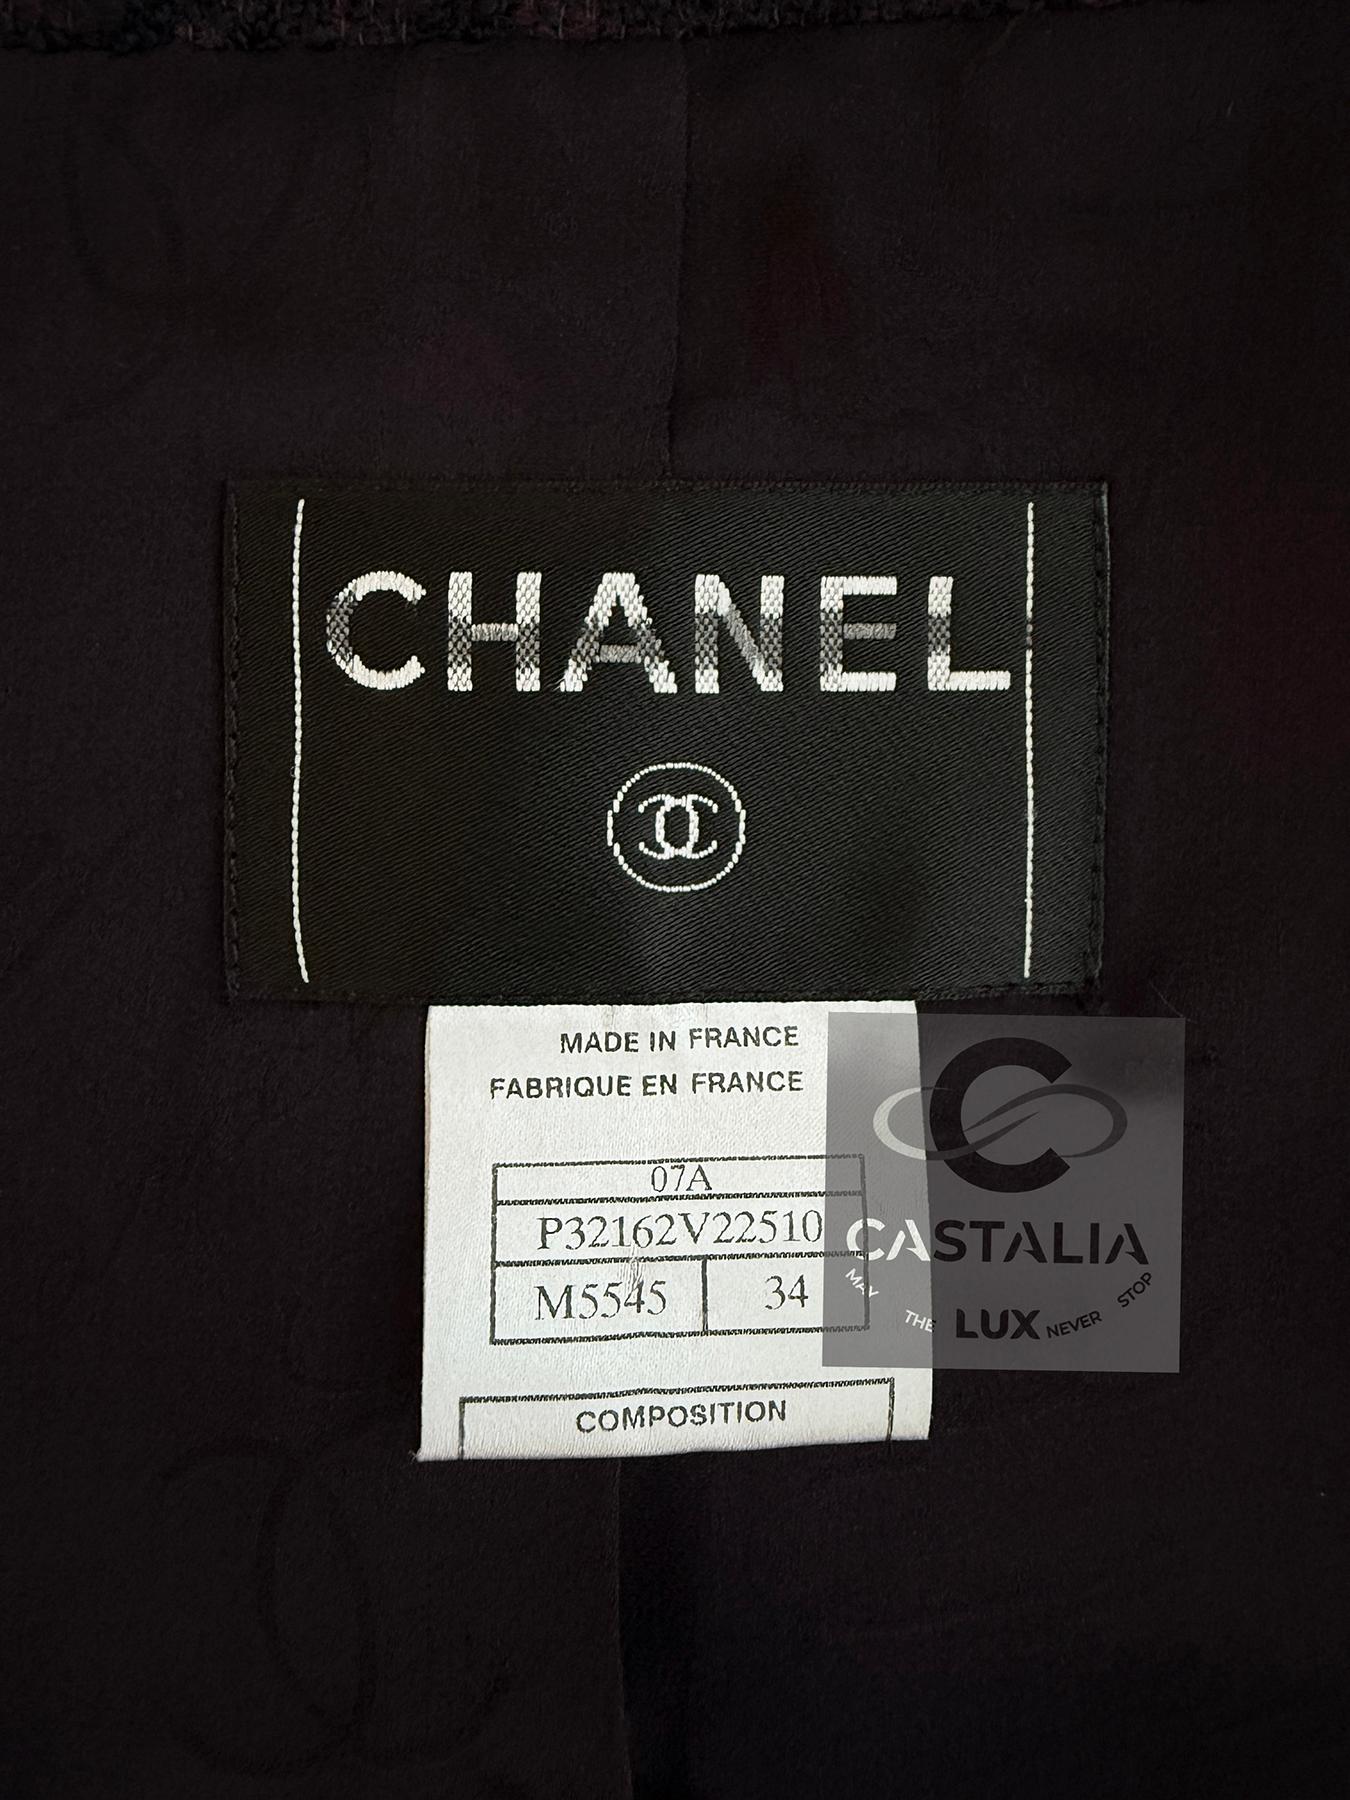 CHANEL
MADE IN FRANCE
FABRIQUE EN FRANCE
07A
P32162V22510
M5545 34
COMPOSITION
CASTALIA
MAY THE LUX NEVER STOP